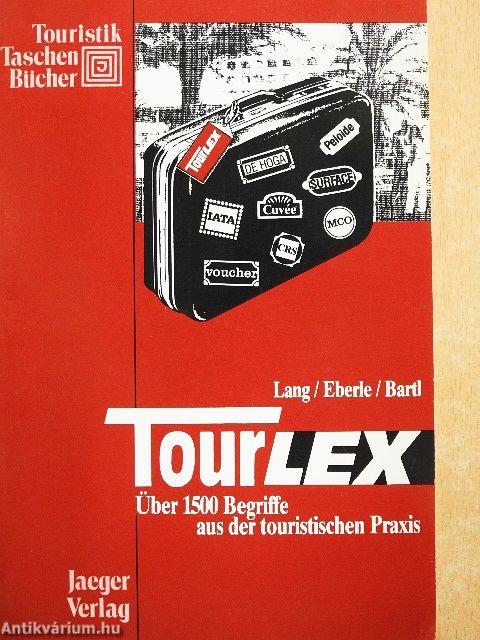 Touristik
Taschen
Bücher
TourLEX
DE HOGA
Peloide
SURFACE
IATA
Cuvée
MCO
CRS
voucher
Lang / Eberle / Bartl
TourLEX
Über 1500 Begriffe
aus der touristischen Praxis
Jaeger
Verlag
Antikvárium.hu